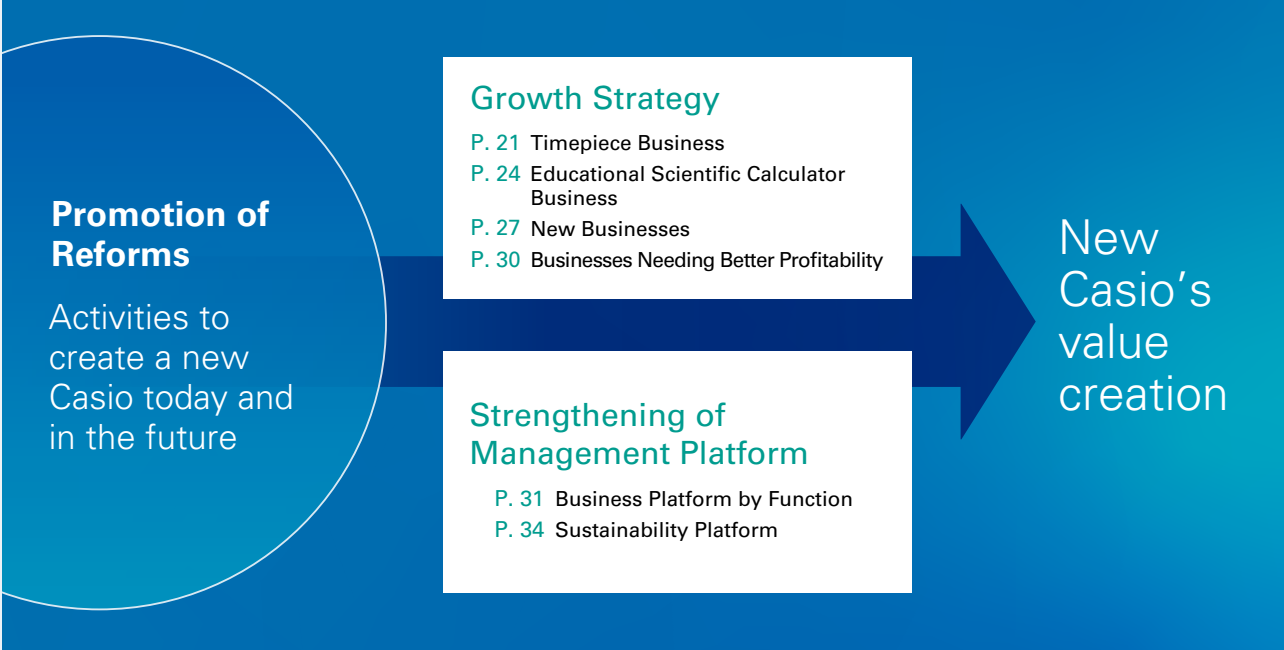 Promotion of
Reforms
Activities to
create a new
Casio today and
in the future
Growth Strategy
P. 21 Timepiece Business
P. 24 Educational Scientific Calculator
Business
P. 27 New Businesses
P. 30 Businesses Needing Better Profitability
Strengthening of
Management Platform
P. 31 Business Platform by Function
P. 34 Sustainability Platform
New
Casio’s
value
creation